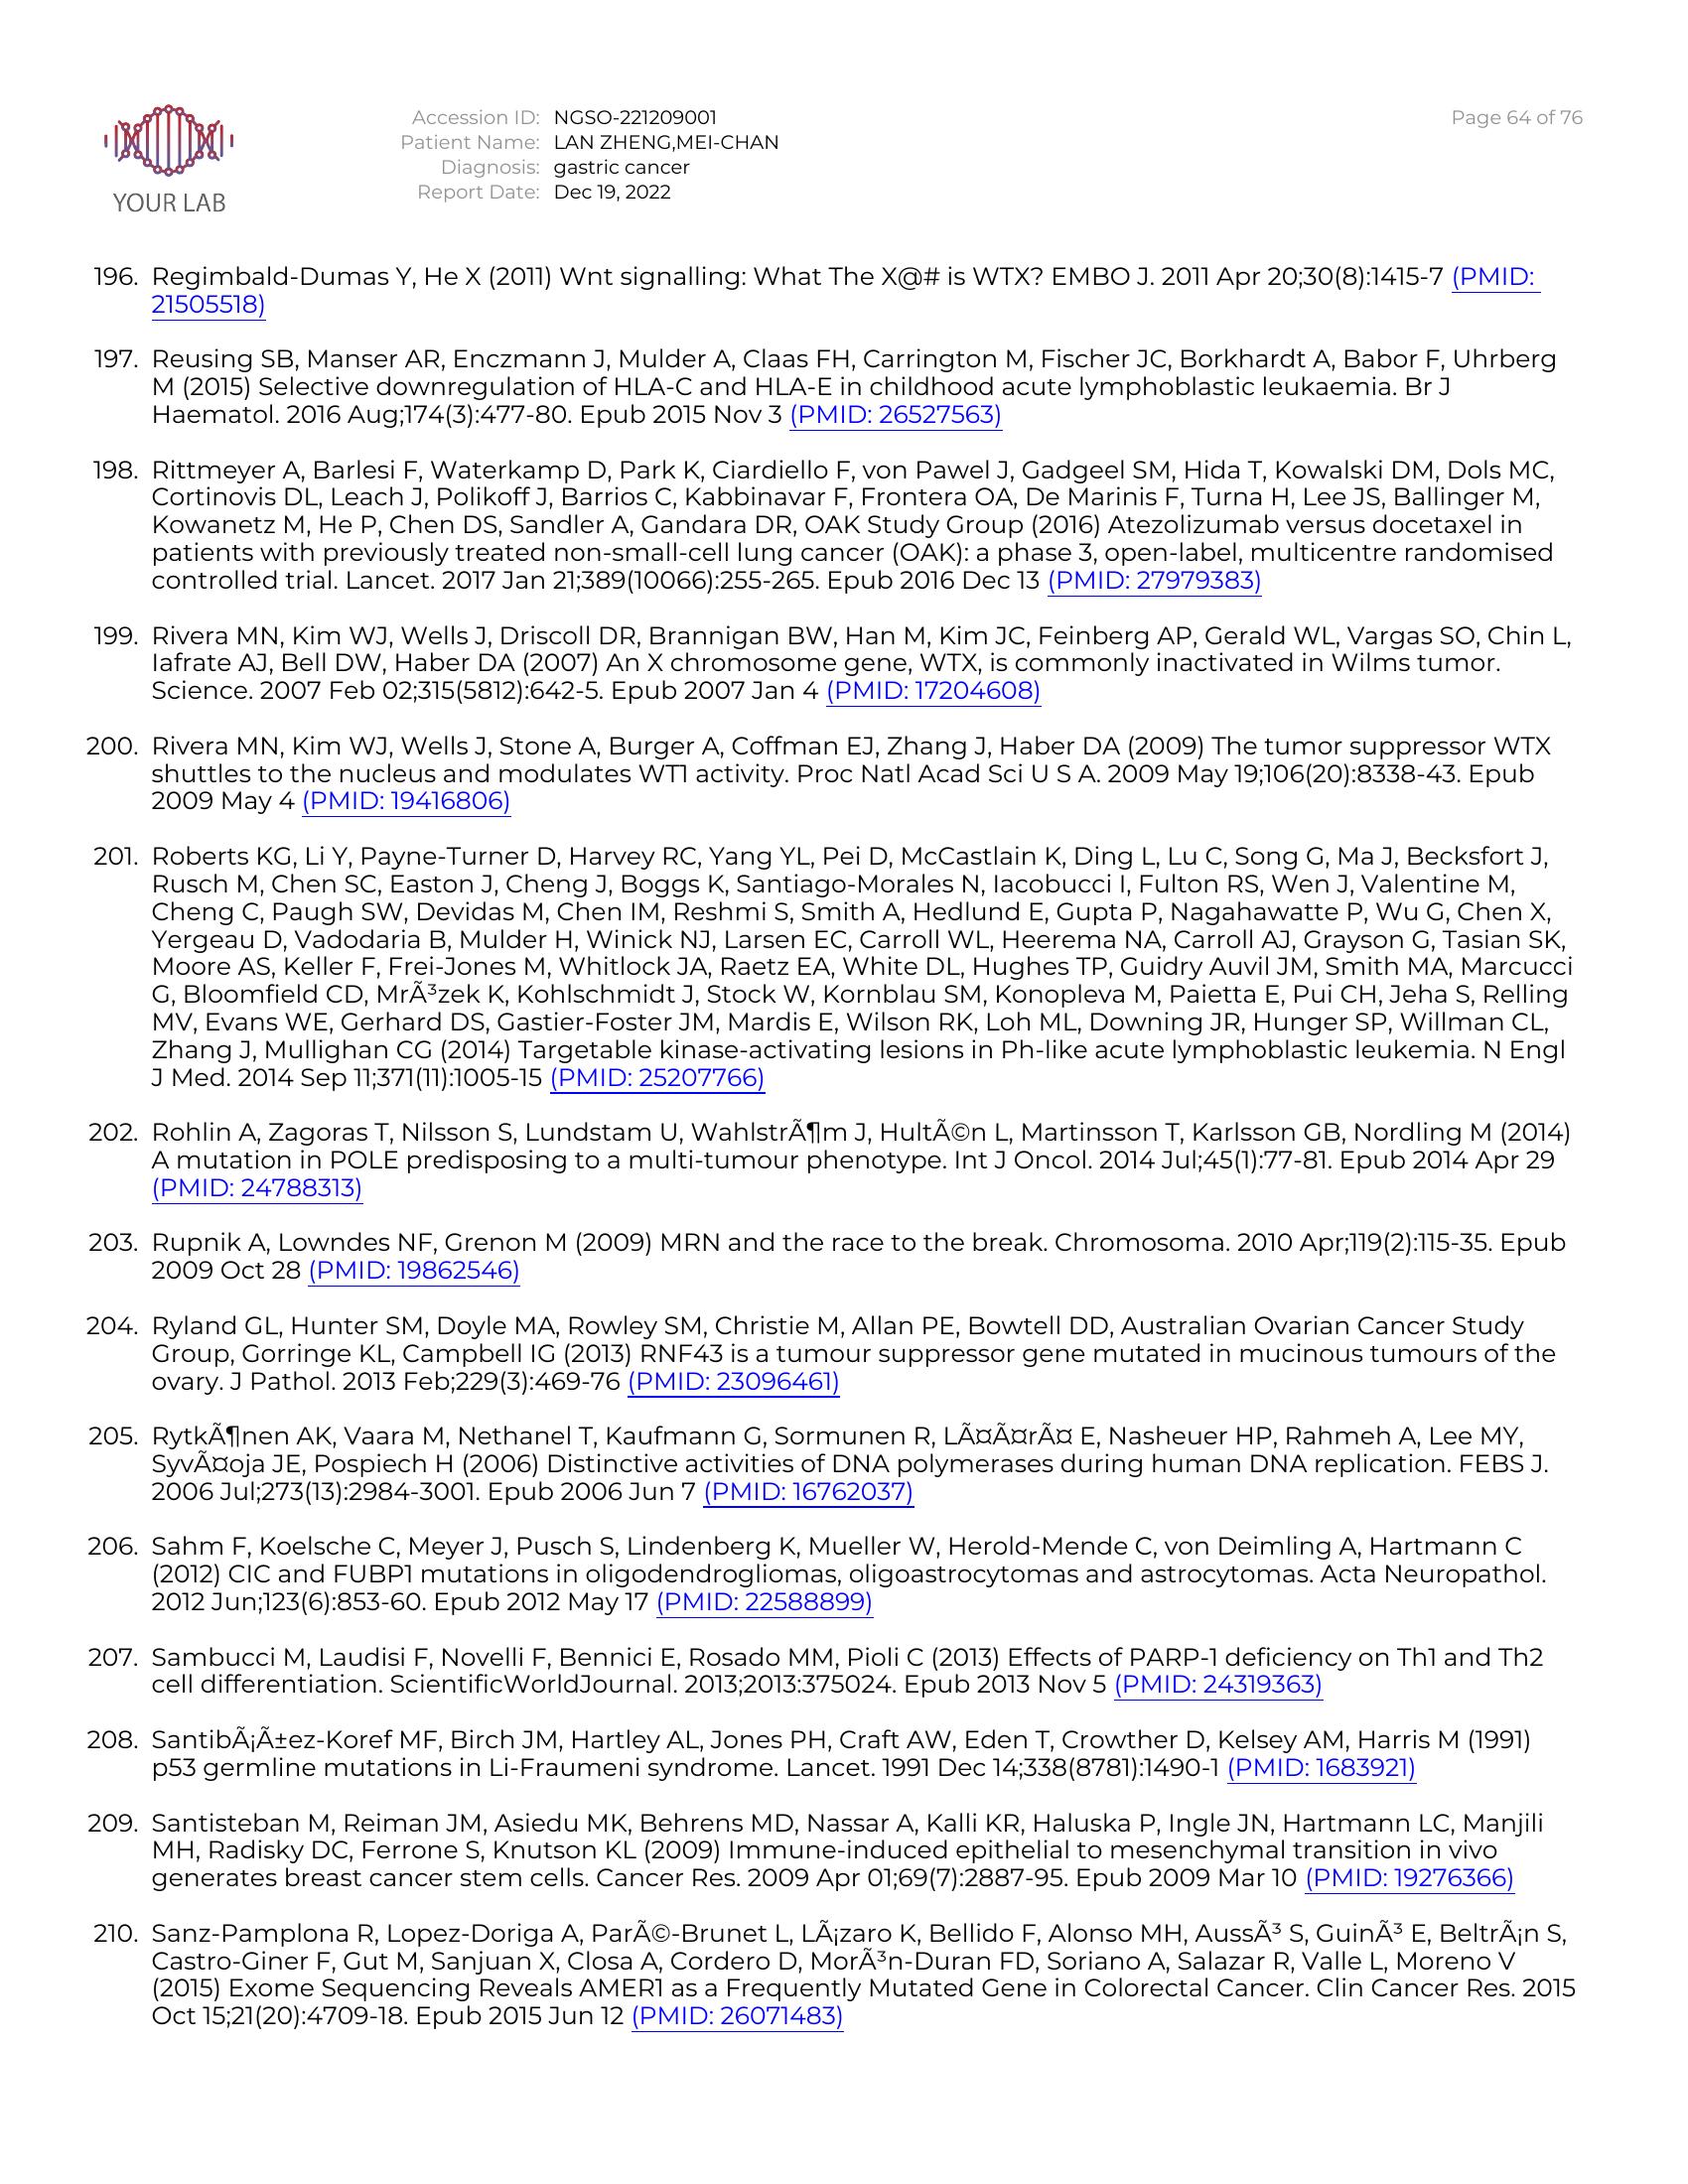 YOUR LAB
Accession ID: NGSO-221209001
Patient Name: LAN ZHENG,MEI-CHAN
Diagnosis: gastric cancer
Report Date: Dec 19, 2022
Page 64 of 76
196. Regimbald-Dumas Y, He X (2011) Wnt signalling: What The X@# is WTX? EMBO J. 2011 Apr 20;30(8):1415-7 (PMID:
21505518)
197. Reusing SB, Manser AR, Enczmann J, Mulder A, Claas FH, Carrington M, Fischer JC, Borkhardt A, Babor F, Uhrberg
M (2015) Selective downregulation of HLA-C and HLA-E in childhood acute lymphoblastic leukaemia. Br J
Haematol. 2016 Aug;174(3):477-80. Epub 2015 Nov 3 (PMID: 26527563)
198. Rittmeyer A, Barlesi F, Waterkamp D, Park K, Ciardiello F, von Pawel J, Gadgeel SM, Hida T, Kowalski DM, Dols MC,
Cortinovis DL, Leach J, Polikoff J, Barrios C, Kabbinavar F, Frontera OA, De Marinis F, Turna H, Lee JS, Ballinger M,
Kowanetz M, He P, Chen DS, Sandler A, Gandara DR, OAK Study Group (2016) Atezolizumab versus docetaxel in
patients with previously treated non-small-cell lung cancer (OAK): a phase 3, open-label, multicentre randomised
controlled trial. Lancet. 2017 Jan 21;389(10066):255-265. Epub 2016 Dec 13 (PMID: 27979383)
199. Rivera MN, Kim WJ, Wells J, Driscoll DR, Brannigan BW, Han M, Kim JC, Feinberg AP, Gerald WL, Vargas SO, Chin L,
Iafrate AJ, Bell DW, Haber DA (2007) An X chromosome gene, WTX, is commonly inactivated in Wilms tumor.
Science. 2007 Feb 02;315(5812):642-5. Epub 2007 Jan 4 (PMID: 17204608)
200. Rivera MN, Kim WJ, Wells J, Stone A, Burger A, Coffman EJ, Zhang J, Haber DA (2009) The tumor suppressor WTX
shuttles to the nucleus and modulates WT1 activity. Proc Natl Acad Sci U S A. 2009 May 19;106(20):8338-43. Epub
2009 May 4 (PMID: 19416806)
201. Roberts KG, Li Y, Payne-Turner D, Harvey RC, Yang YL, Pei D, McCastlain K, Ding L, Lu C, Song G, Ma J, Becksfort J,
Rusch M, Chen SC, Easton J, Cheng J, Boggs K, Santiago-Morales N, Iacobucci I, Fulton RS, Wen J, Valentine M,
Cheng C, Paugh SW, Devidas M, Chen IM, Reshmi S, Smith A, Hedlund E, Gupta P, Nagahawatte P, Wu G, Chen X,
Yergeau D, Vadodaria B, Mulder H, Winick NJ, Larsen EC, Carroll WL, Heerema NA, Carroll AJ, Grayson G, Tasian SK,
Moore AS, Keller F, Frei-Jones M, Whitlock JA, Raetz EA, White DL, Hughes TP, Guidry Auvil JM, Smith MA, Marcucci
G, Bloomfield CD, MrÃ³zek K, Kohlschmidt J, Stock W, Kornblau SM, Konopleva M, Paietta E, Pui CH, Jeha S, Relling
MV, Evans WE, Gerhard DS, Gastier-Foster JM, Mardis E, Wilson RK, Loh ML, Downing JR, Hunger SP, Willman CL,
Zhang J, Mullighan CG (2014) Targetable kinase-activating lesions in Ph-like acute lymphoblastic leukemia. N Engl
J Med. 2014 Sep 11;371(11):1005-15 (PMID: 25207766)
202. Rohlin A, Zagoras T, Nilsson S, Lundstam U, WahlstrÃ¶m J, HultÃ©n L, Martinsson T, Karlsson GB, Nordling M (2014)
A mutation in POLE predisposing to a multi-tumour phenotype. Int J Oncol. 2014 Jul;45(1):77-81. Epub 2014 Apr 29
(PMID: 24788313)
203. Rupnik A, Lowndes NF, Grenon M (2009) MRN and the race to the break. Chromosoma. 2010 Apr;119(2):115-35. Epub
2009 Oct 28 (PMID: 19862546)
204. Ryland GL, Hunter SM, Doyle MA, Rowley SM, Christie M, Allan PE, Bowtell DD, Australian Ovarian Cancer Study
Group, Gorringe KL, Campbell IG (2013) RNF43 is a tumour suppressor gene mutated in mucinous tumours of the
ovary. J Pathol. 2013 Feb;229(3):469-76 (PMID: 23096461)
205. RytkÃ¶nen AK, Vaara M, Nethanel T, Kaufmann G, Sormunen R, LÃ¤Ã¤rÃ¤ E, Nasheuer HP, Rahmeh A, Lee MY,
SyvÃ¤oja JE, Pospiech H (2006) Distinctive activities of DNA polymerases during human DNA replication. FEBS J.
2006 Jul;273(13):2984-3001. Epub 2006 Jun 7 (PMID: 16762037)
206. Sahm F, Koelsche C, Meyer J, Pusch S, Lindenberg K, Mueller W, Herold-Mende C, von Deimling A, Hartmann C
(2012) CIC and FUBP1 mutations in oligodendrogliomas, oligoastrocytomas and astrocytomas. Acta Neuropathol.
2012 Jun;123(6):853-60. Epub 2012 May 17 (PMID: 22588899)
207. Sambucci M, Laudisi F, Novelli F, Bennici E, Rosado MM, Pioli C (2013) Effects of PARP-1 deficiency on Th1 and Th2
cell differentiation. ScientificWorldJournal. 2013;2013:375024. Epub 2013 Nov 5 (PMID: 24319363)
208. SantibÃ¡Ã±ez-Koref MF, Birch JM, Hartley AL, Jones PH, Craft AW, Eden T, Crowther D, Kelsey AM, Harris M (1991)
p53 germline mutations in Li-Fraumeni syndrome. Lancet. 1991 Dec 14;338(8781):1490-1 (PMID: 1683921)
209. Santisteban M, Reiman JM, Asiedu MK, Behrens MD, Nassar A, Kalli KR, Haluska P, Ingle JN, Hartmann LC, Manjili
MH, Radisky DC, Ferrone S, Knutson KL (2009) Immune-induced epithelial to mesenchymal transition in vivo
generates breast cancer stem cells. Cancer Res. 2009 Apr 01;69(7):2887-95. Epub 2009 Mar 10 (PMID: 19276366)
210. Sanz-Pamplona R, Lopez-Doriga A, ParÃ©-Brunet L, LÃ¡zaro K, Bellido F, Alonso MH, AussÃ³ S, GuinÃ³ E, BeltrÃ¡n S,
Castro-Giner F, Gut M, Sanjuan X, Closa A, Cordero D, MorÃ³n-Duran FD, Soriano A, Salazar R, Valle L, Moreno V
(2015) Exome Sequencing Reveals AMER1 as a Frequently Mutated Gene in Colorectal Cancer. Clin Cancer Res. 2015
Oct 15;21(20):4709-18. Epub 2015 Jun 12 (PMID: 26071483)